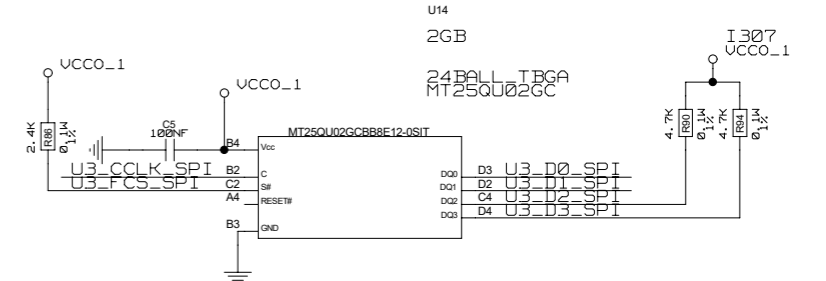 U14
2GB
I307
VCCO_1
VCCO_1
24BALL_TBGA
MT25QU02GC
VCCO_1
2.4K
R86
0.1W
1%
C5
100NF
MT25QU02GCBB8E12-0SIT
4.7K
R90
0.1W
1%
4.7K
R94
0.1W
1%
B4
Vcc
U3_CCLK_SPI
B2
C
DQ0
D3
U3_D0_SPI
U3_FCS_SPI
C2
S#
DQ1
D2
U3_D1_SPI
A4
RESET#
DQ2
C4
U3_D2_SPI
DQ3
D4
U3_D3_SPI
B3
GND